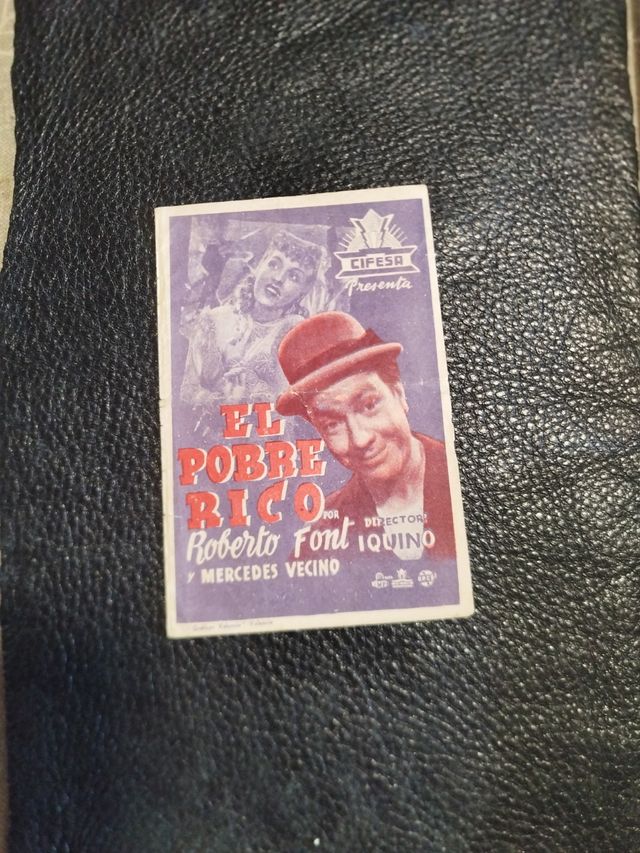 CIFESA
Presenta
EL
POBRE
RICO
POR
Roberto Font
y MERCEDES VECINO
DIRECTOR:
IQUINO